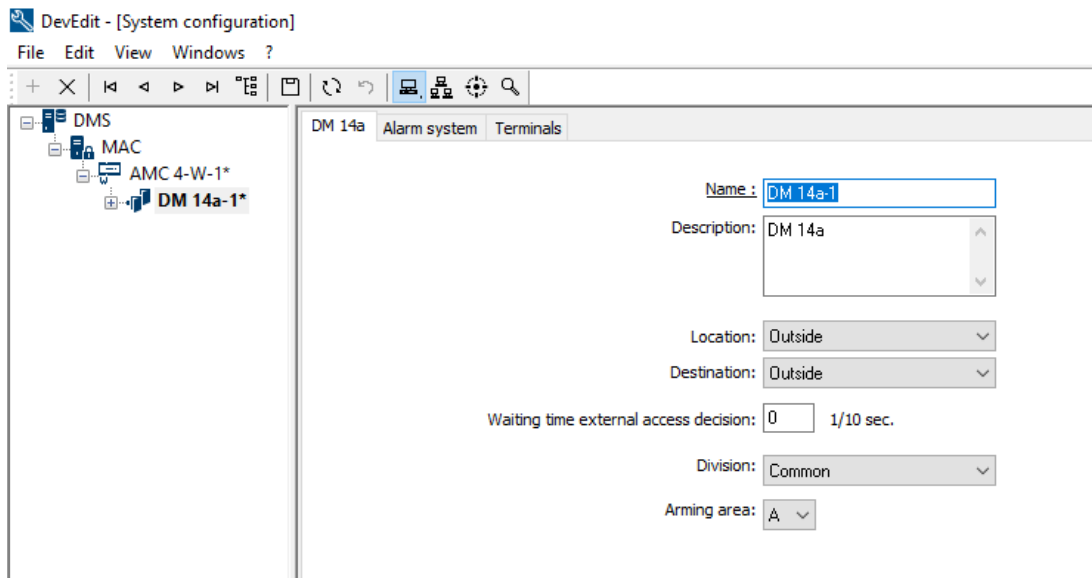 DevEdit - [System configuration]
File Edit View Windows ?
DMS
MAC
AMC 4-W-1*
DM 14a-1*
DM 14a Alarm system Terminals
Name : DM 14a-1
Description: DM 14a
Location: Outside
Destination: Outside
Waiting time external access decision: 0 1/10 sec.
Division: Common
Arming area: A